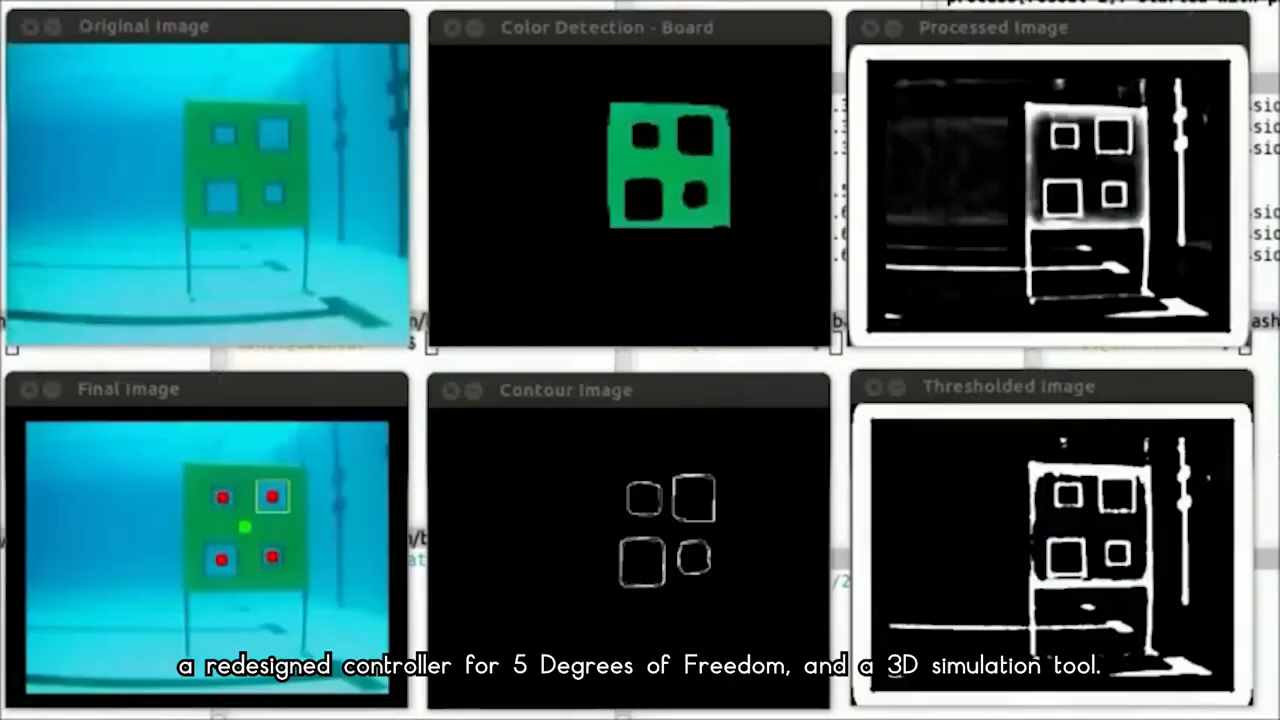 Original Image
Color Detection - Board
Processed Image
Final Image
Contour Image
Thresholded Image
a redesigned controller for 5 Degrees of Freedom, and a 3D simulation tool.